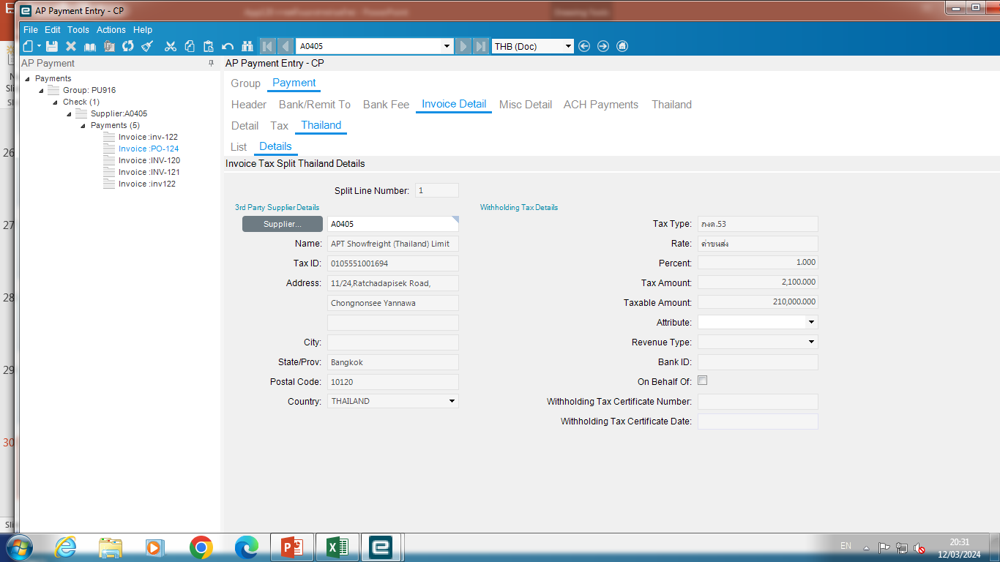 AP Payment Entry - CP
File Edit Tools Actions Help
A0405
THB (Doc)
AP Payment
AP Payment Entry - CP
Payments
Group: PU916
Check (1)
Supplier:A0405
Payments (5)
Invoice :inv-122
Invoice :PO-124
Invoice :INV-120
Invoice :INV-121
Invoice :inv122
Group Payment
Header Bank/Remit To Bank Fee Invoice Detail Misc Detail ACH Payments Thailand
Detail Tax Thailand
List Details
Invoice Tax Split Thailand Details
Split Line Number: 1
3rd Party Supplier Details
Supplier... A0405
Name: APT Showfreight (Thailand) Limit
Tax ID: 0105551001694
Address: 11/24,Ratchadapisek Road,
Chongnonsee Yannawa
City:
State/Prov: Bangkok
Postal Code: 10120
Country: THAILAND
Withholding Tax Details
Tax Type: ภงด.53
Rate: ค่าขนส่ง
Percent: 1.000
Tax Amount: 2,100.000
Taxable Amount: 210,000.000
Attribute:
Revenue Type:
Bank ID:
On Behalf Of:
Withholding Tax Certificate Number:
Withholding Tax Certificate Date:
26
27
28
29
30
EN
20:31
12/03/2024